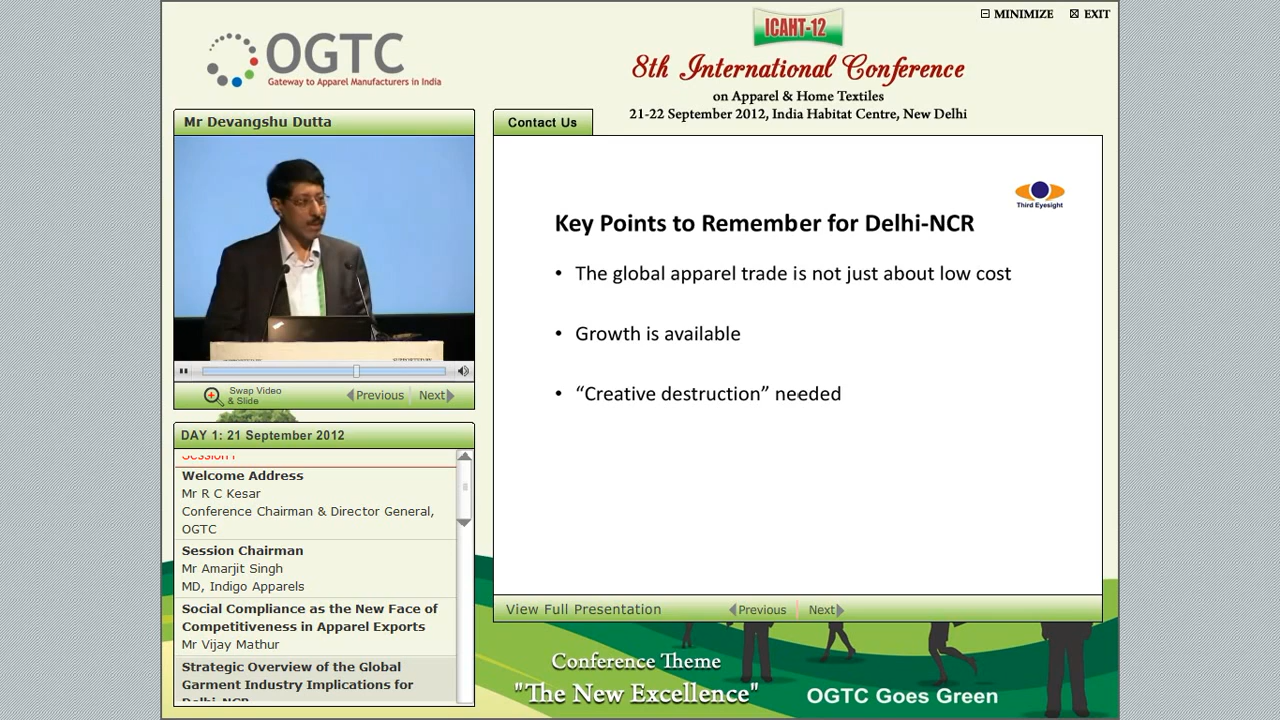 MINIMIZE
EXIT
ICAHT-12
OGTC
Gateway to Apparel Manufacturers in India
8th International Conference
on Apparel & Home Textiles
21-22 September 2012, India Habitat Centre, New Delhi
Mr Devangshu Dutta
Contact Us
Third Eyesight
Key Points to Remember for Delhi-NCR
• The global apparel trade is not just about low cost
• Growth is available
• “Creative destruction” needed
Swap Video
& Slide
Previous
Next
DAY 1: 21 September 2012
Welcome Address
Mr R C Kesar
Conference Chairman & Director General,
OGTC
Session Chairman
Mr Amarjit Singh
MD, Indigo Apparels
Social Compliance as the New Face of
Competitiveness in Apparel Exports
Mr Vijay Mathur
Strategic Overview of the Global
Garment Industry Implications for
Delhi-NCR
View Full Presentation
Previous
Next
Conference Theme
"The New Excellence"
OGTC Goes Green